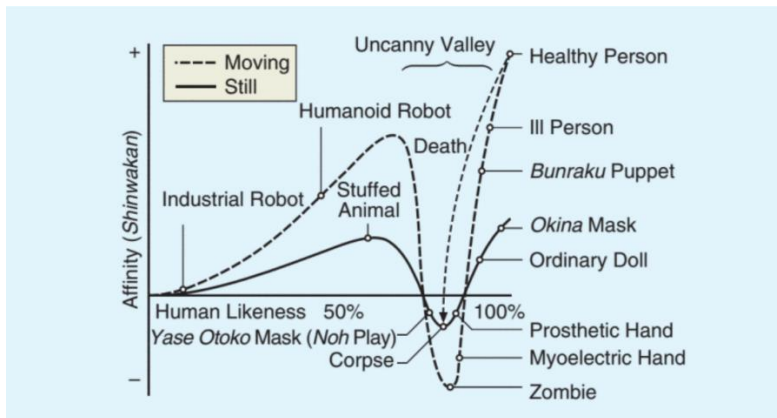 +
Moving
Still
Uncanny Valley
Healthy Person
Humanoid Robot
Death
Ill Person
Bunraku Puppet
Industrial Robot
Stuffed
Animal
Okina Mask
Ordinary Doll
Affinity (Shinwakan)
Human Likeness 50% 100%
Yase Otoko Mask (Noh Play)
Prosthetic Hand
Corpse
Myoelectric Hand
−
Zombie